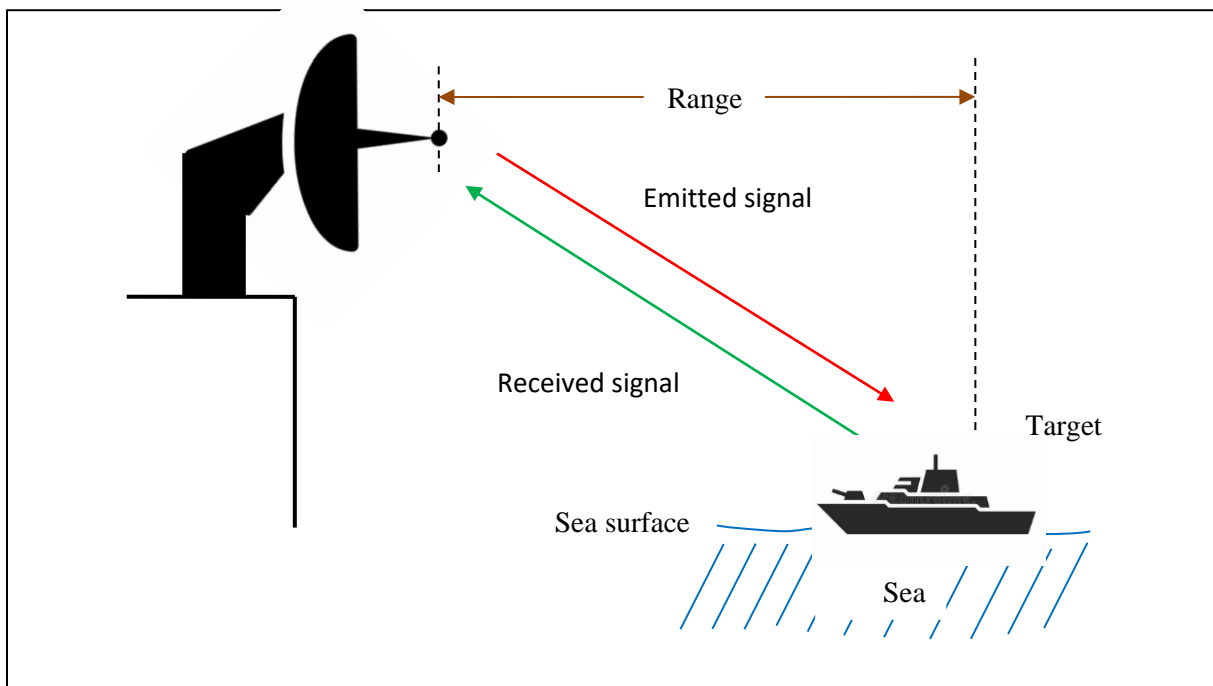 Range
Emitted signal
Received signal
Target
Sea surface
Sea